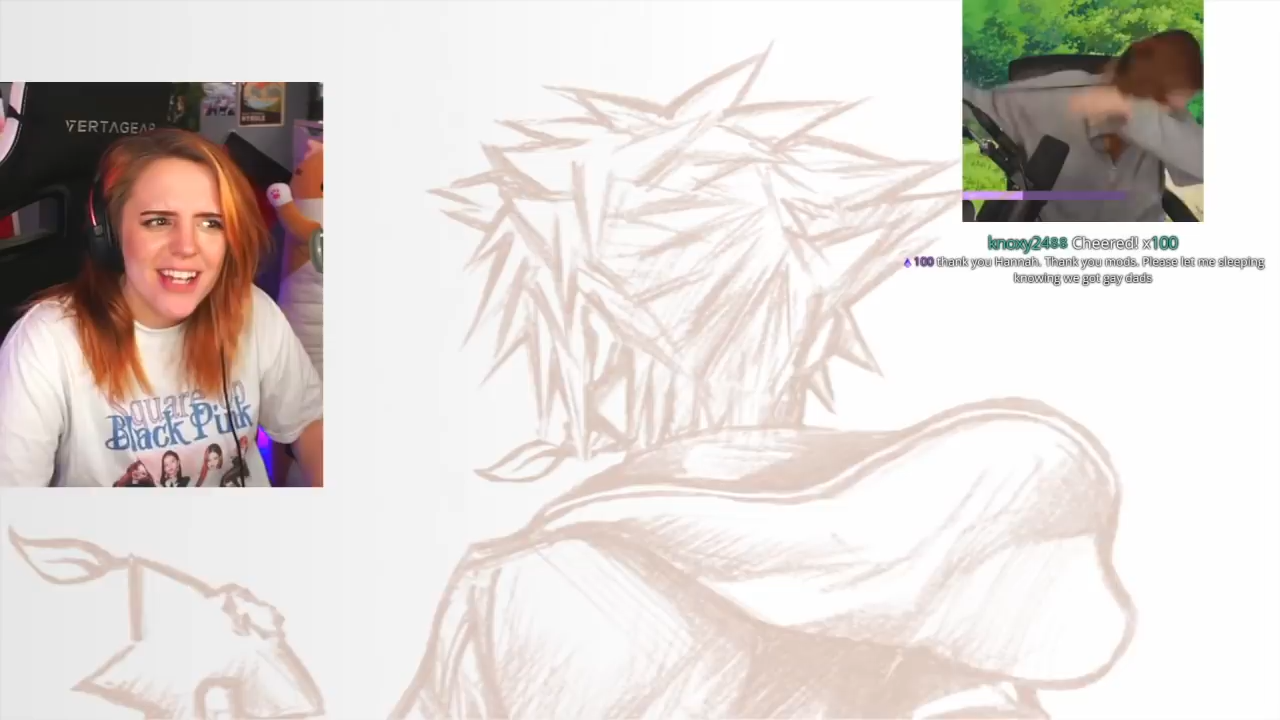 VERTAGEAR
knoxy2488 Cheered! x100
100 thank you Hannah. Thank you mods. Please let me sleeping
knowing we got gay dads
Square Up
Black Pink